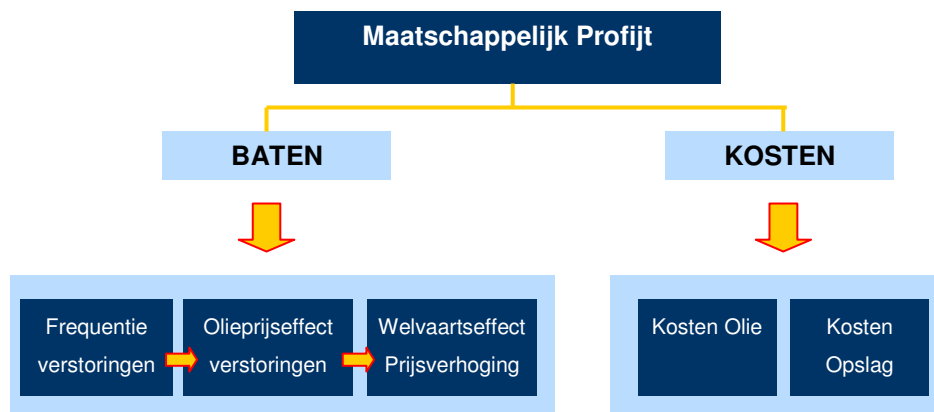 Maatschappelijk Profijt
BATEN
KOSTEN
Frequentie
verstoringen
Olieprijseffect
verstoringen
Welvaartseffect
Prijsverhoging
Kosten Olie
Kosten
Opslag